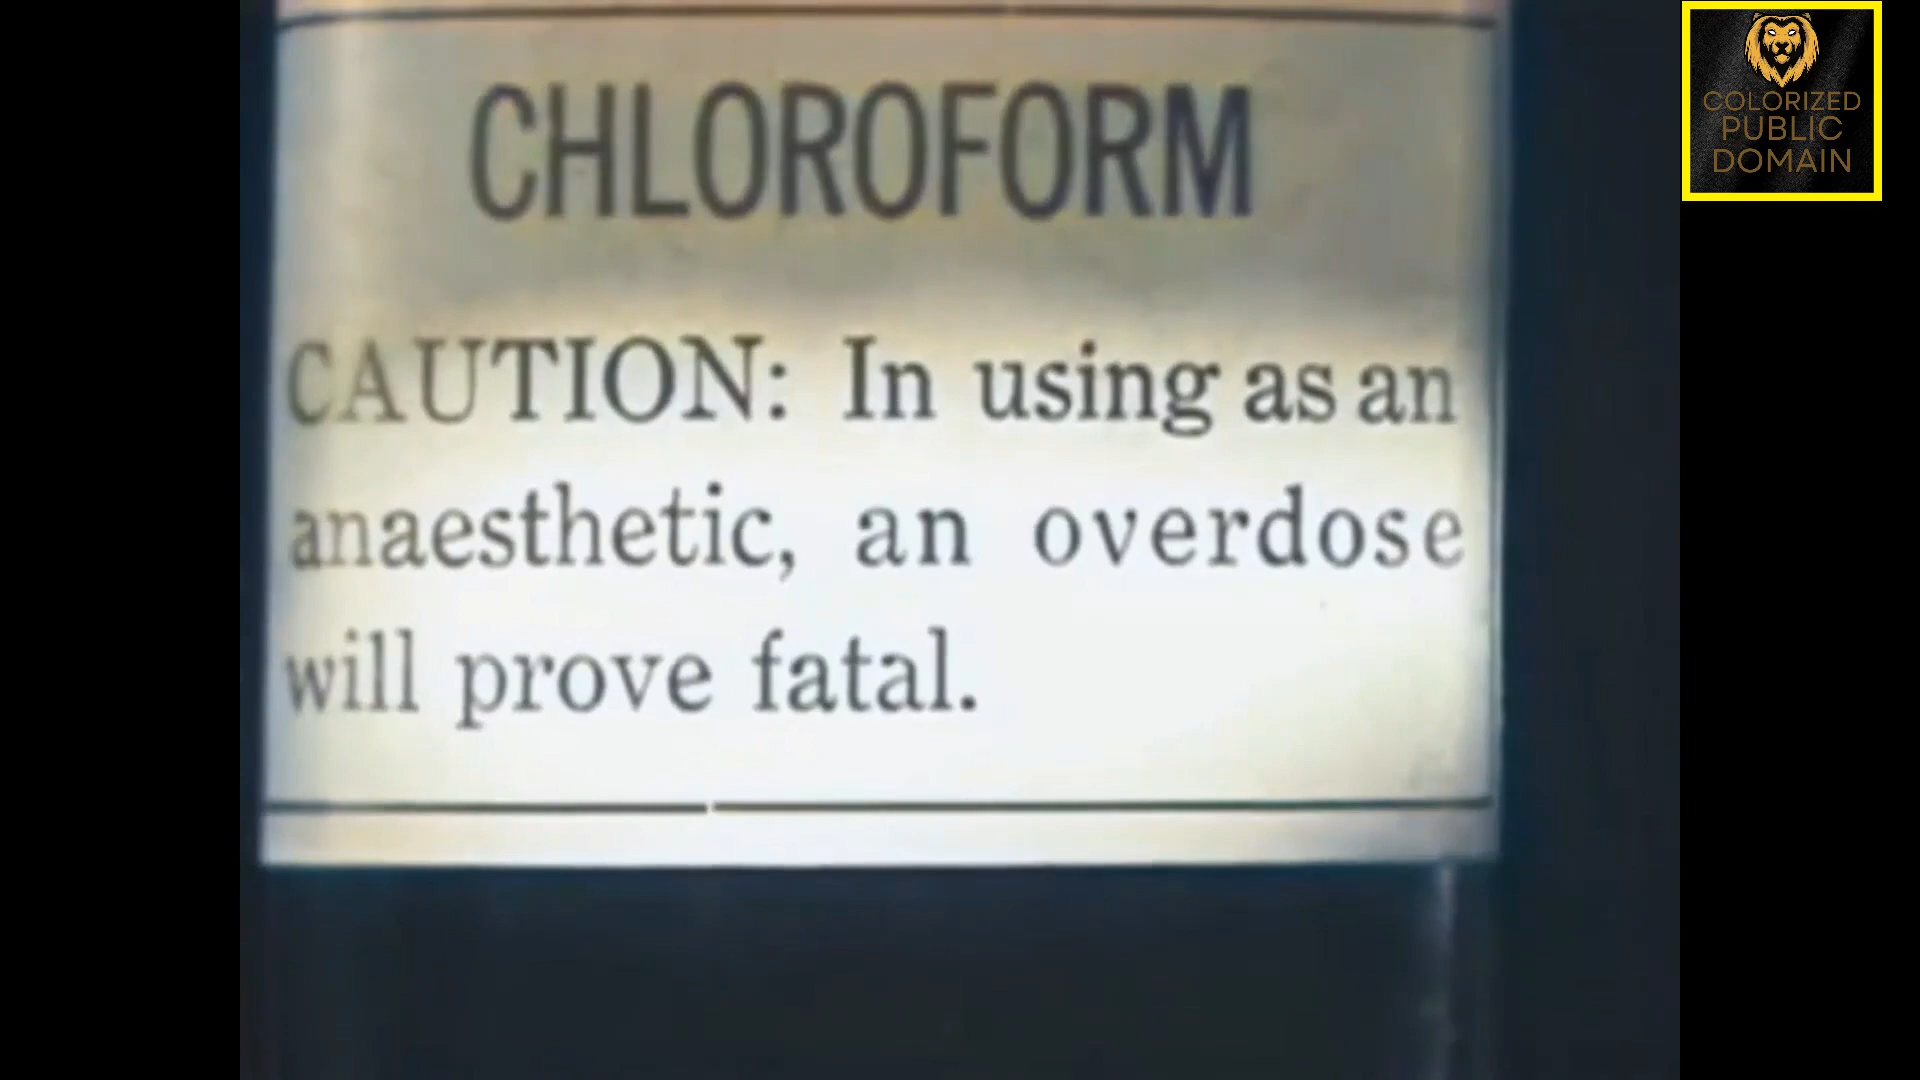 CHLOROFORM
CAUTION: In using as an
anaesthetic, an overdose
will prove fatal.
COLORIZED
PUBLIC
DOMAIN